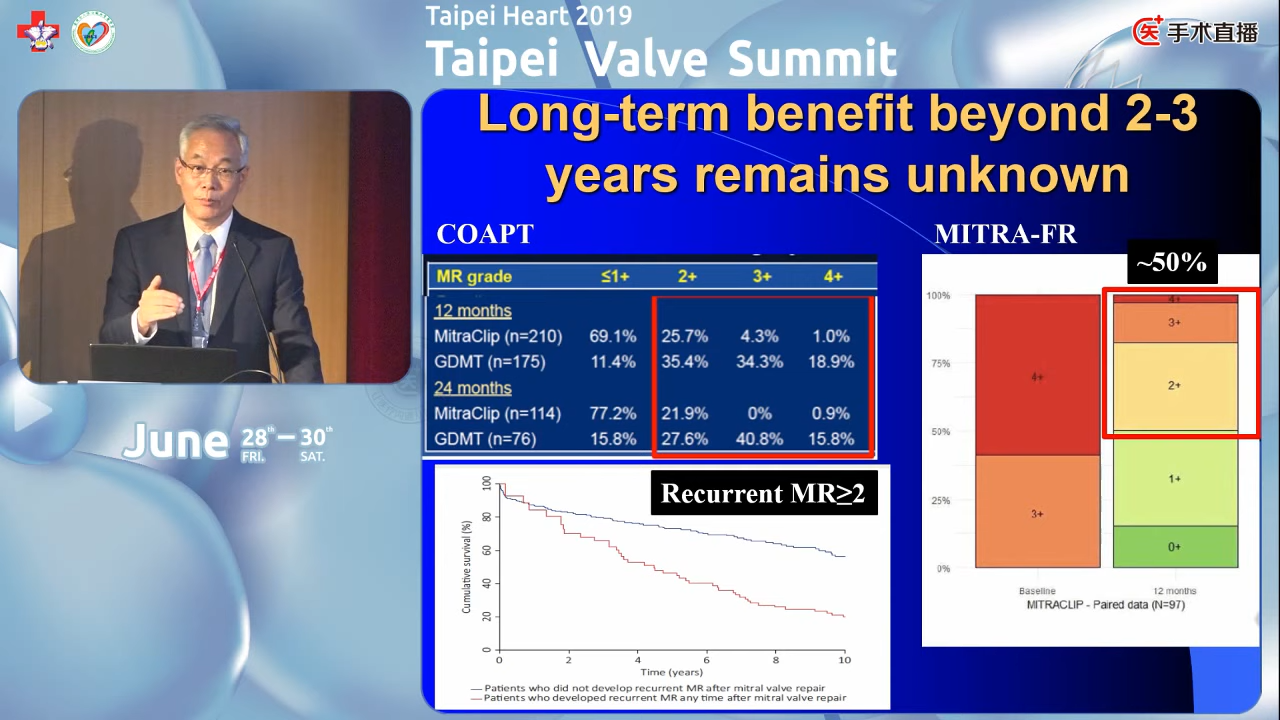 Taipei Heart 2019
Taipei Valve Summit
手术直播
Long-term benefit beyond 2-3
years remains unknown
COAPT
MR grade ≤1+ 2+ 3+ 4+
12 months
MitraClip (n=210) 69.1% 25.7% 4.3% 1.0%
GDMT (n=175) 11.4% 35.4% 34.3% 18.9%
24 months
MitraClip (n=114) 77.2% 21.9% 0% 0.9%
GDMT (n=76) 15.8% 27.6% 40.8% 15.8%
Recurrent MR≥2
Cumulative survival (%)
100
80
60
40
20
0
0 2 4 6 8 10
Time (years)
Patients who did not develop recurrent MR after mitral valve repair
Patients who developed recurrent MR any time after mitral valve repair
MITRA-FR
~50%
100%
75%
50%
25%
0%
4+
3+
4+
3+
2+
1+
0+
Baseline 12 months
MITRACLIP - Paired data (N=97)
June 28th – 30th
FRI. SAT.